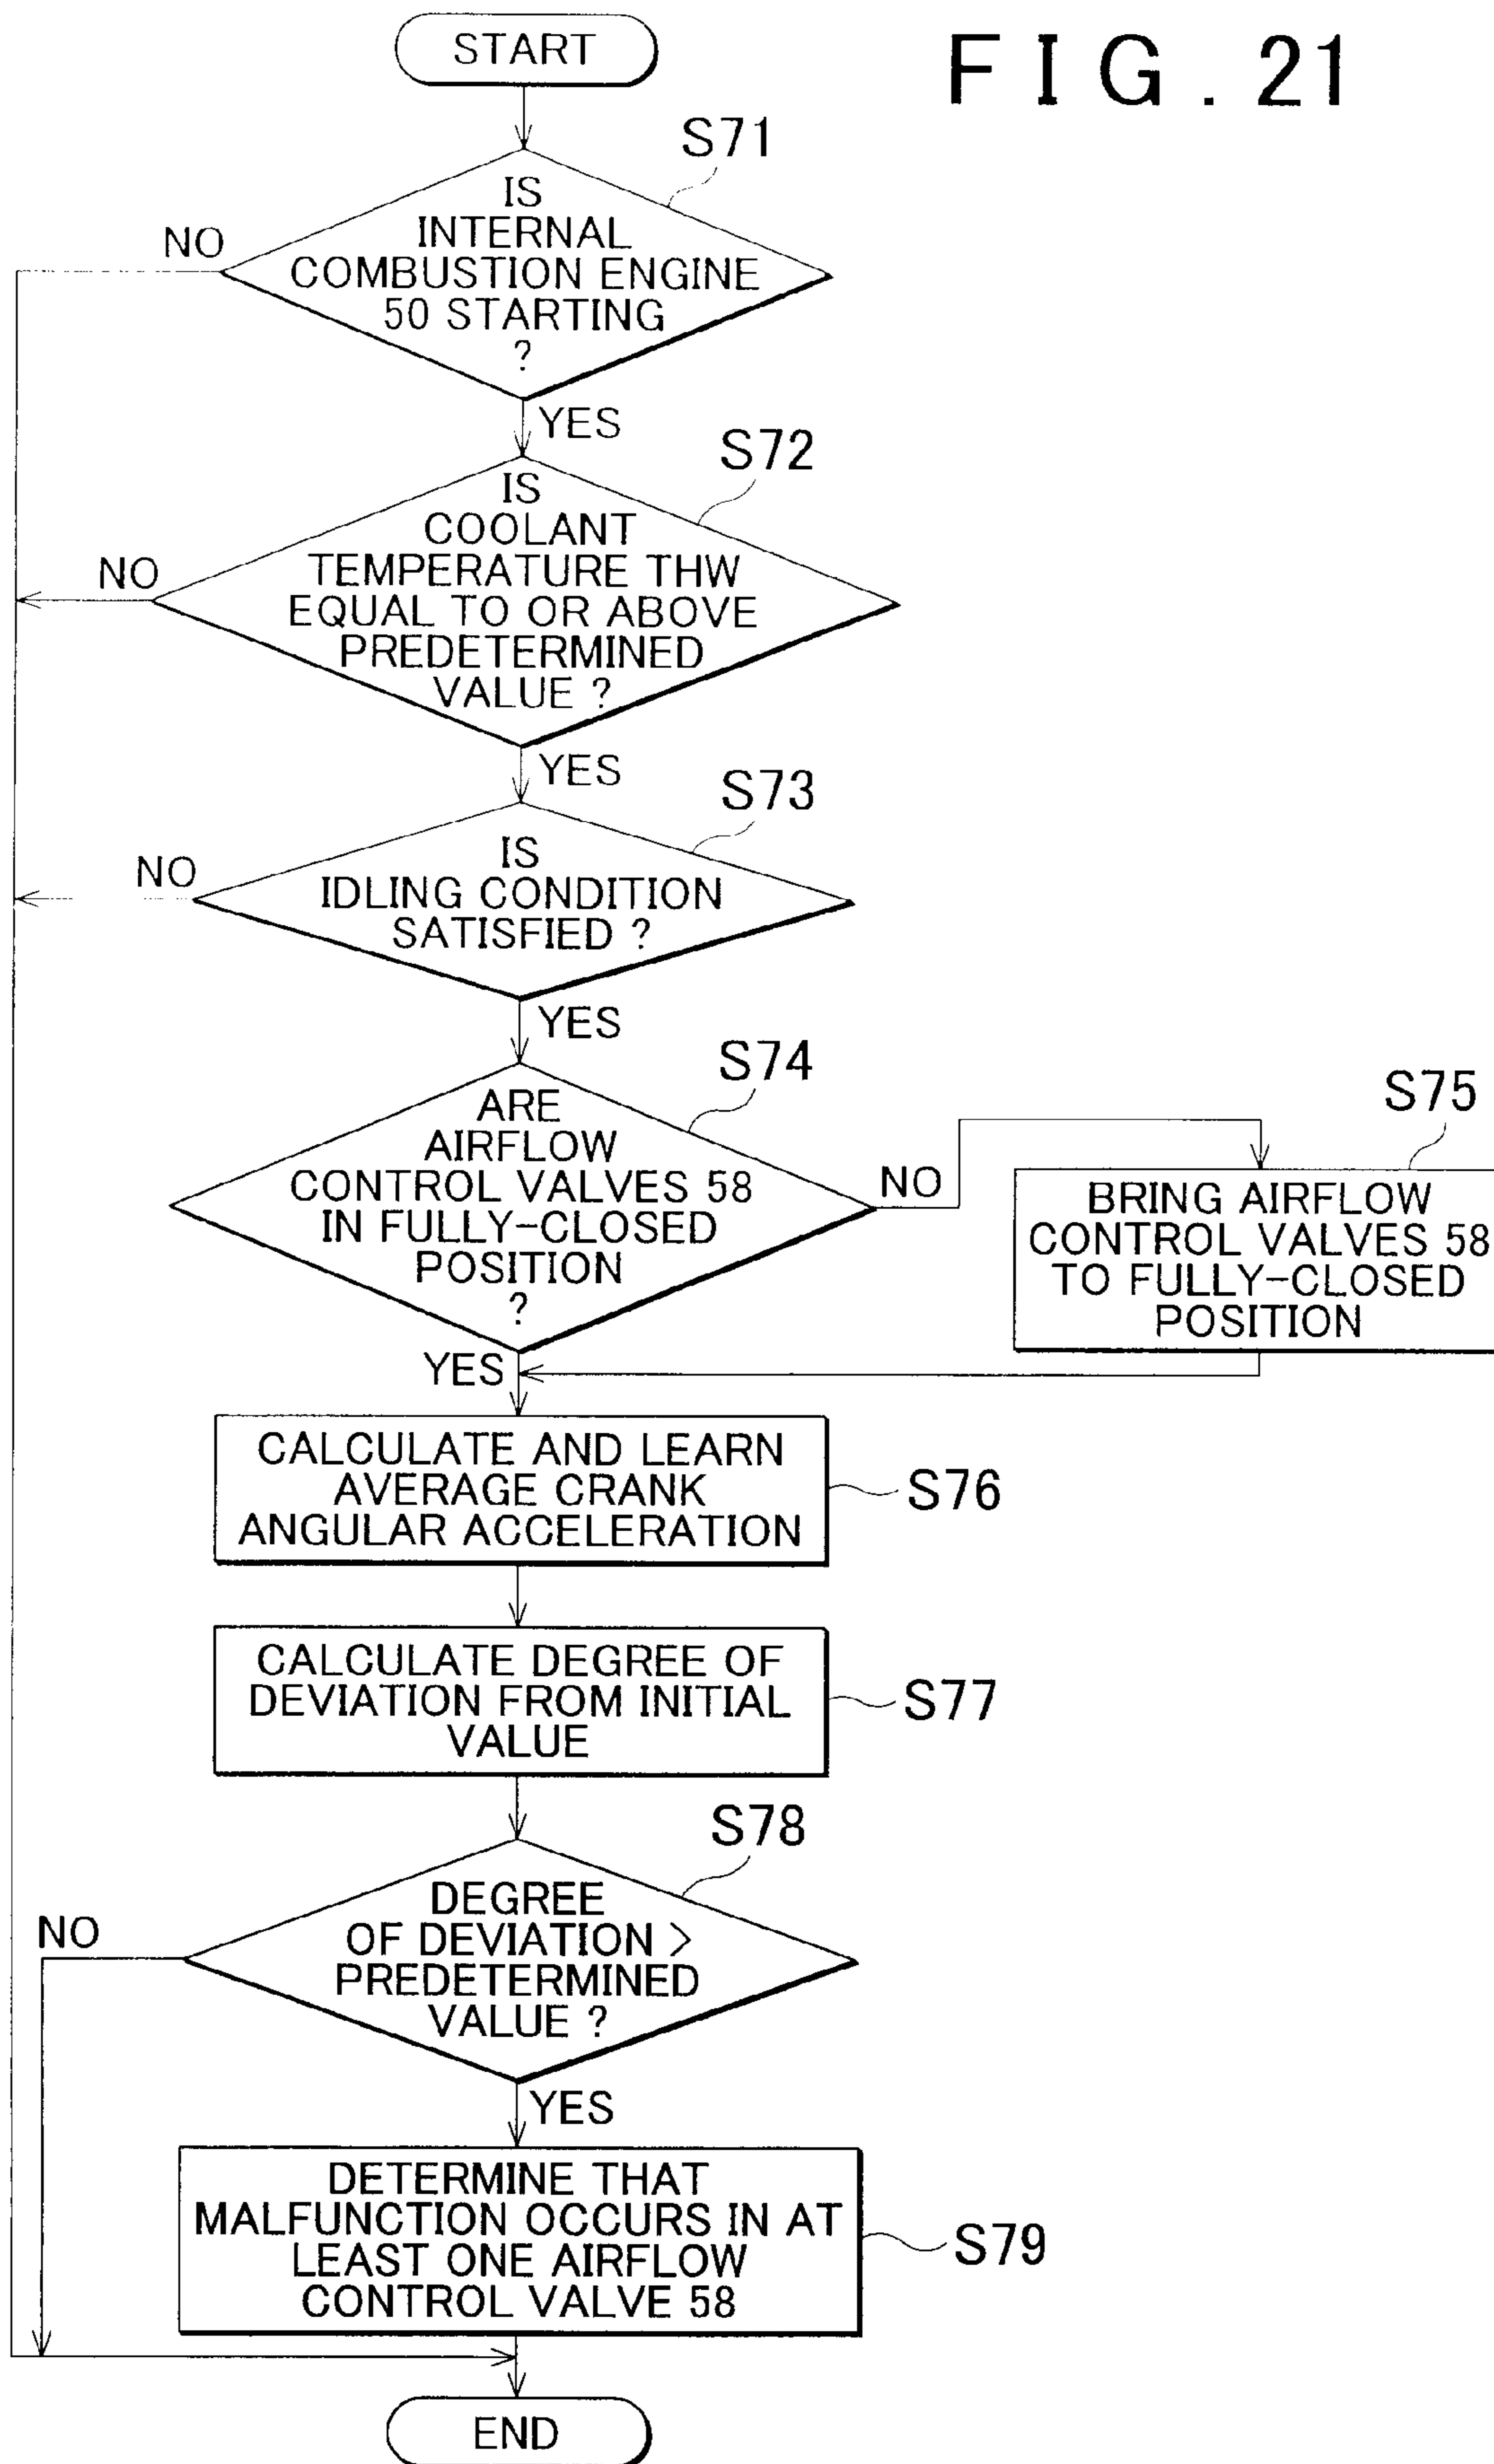 FIG. 21
START
S71
IS
INTERNAL
COMBUSTION ENGINE
50 STARTING
?
NO
YES
S72
IS
COOLANT
TEMPERATURE THW
EQUAL TO OR ABOVE
PREDETERMINED
VALUE ?
NO
YES
S73
IS
IDLING CONDITION
SATISFIED ?
NO
YES
S74
ARE
AIRFLOW
CONTROL VALVES 58
IN FULLY-CLOSED
POSITION
?
NO
S75
BRING AIRFLOW
CONTROL VALVES 58
TO FULLY-CLOSED
POSITION
YES
CALCULATE AND LEARN
AVERAGE CRANK
ANGULAR ACCELERATION
S76
CALCULATE DEGREE OF
DEVIATION FROM INITIAL
VALUE
S77
S78
DEGREE
OF DEVIATION >
PREDETERMINED
VALUE ?
NO
YES
DETERMINE THAT
MALFUNCTION OCCURS IN AT
LEAST ONE AIRFLOW
CONTROL VALVE 58
S79
END